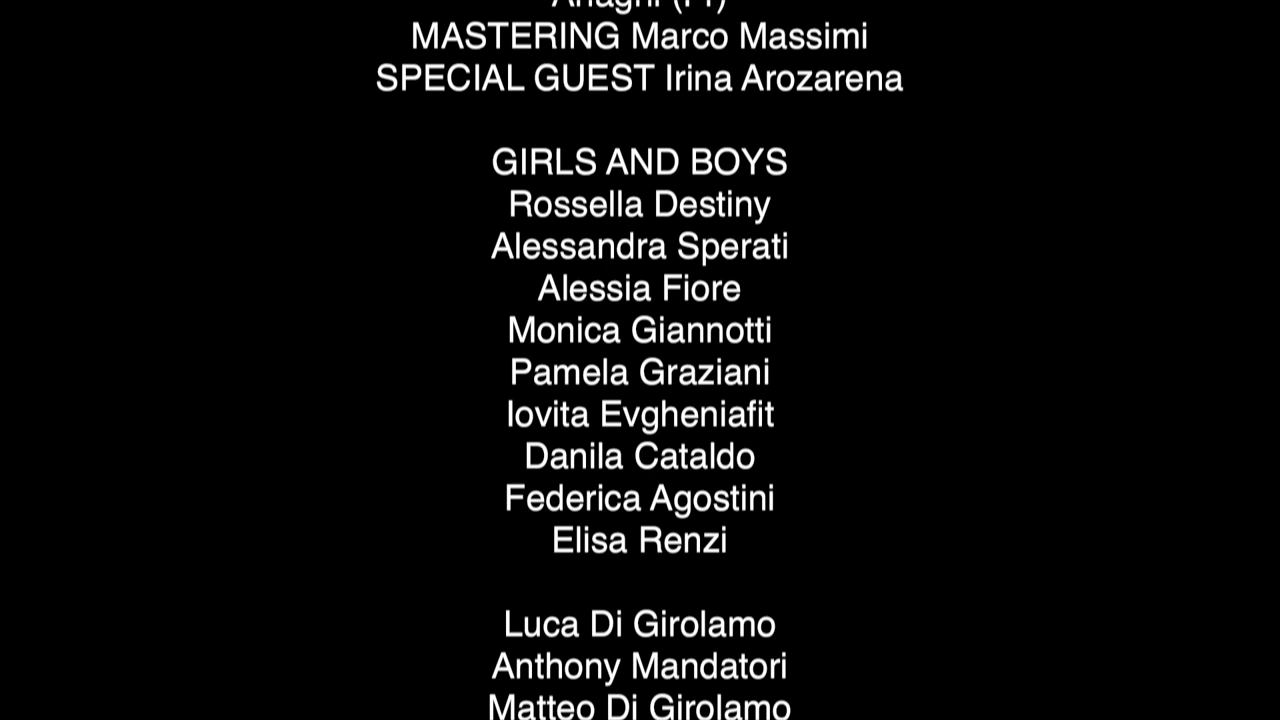 MASTERING Marco Massimi
SPECIAL GUEST Irina Arozarena
GIRLS AND BOYS
Rossella Destiny
Alessandra Sperati
Alessia Fiore
Monica Giannotti
Pamela Graziani
Iovita Evgheniafit
Danila Cataldo
Federica Agostini
Elisa Renzi
Luca Di Girolamo
Anthony Mandatori
Matteo Di Girolamo